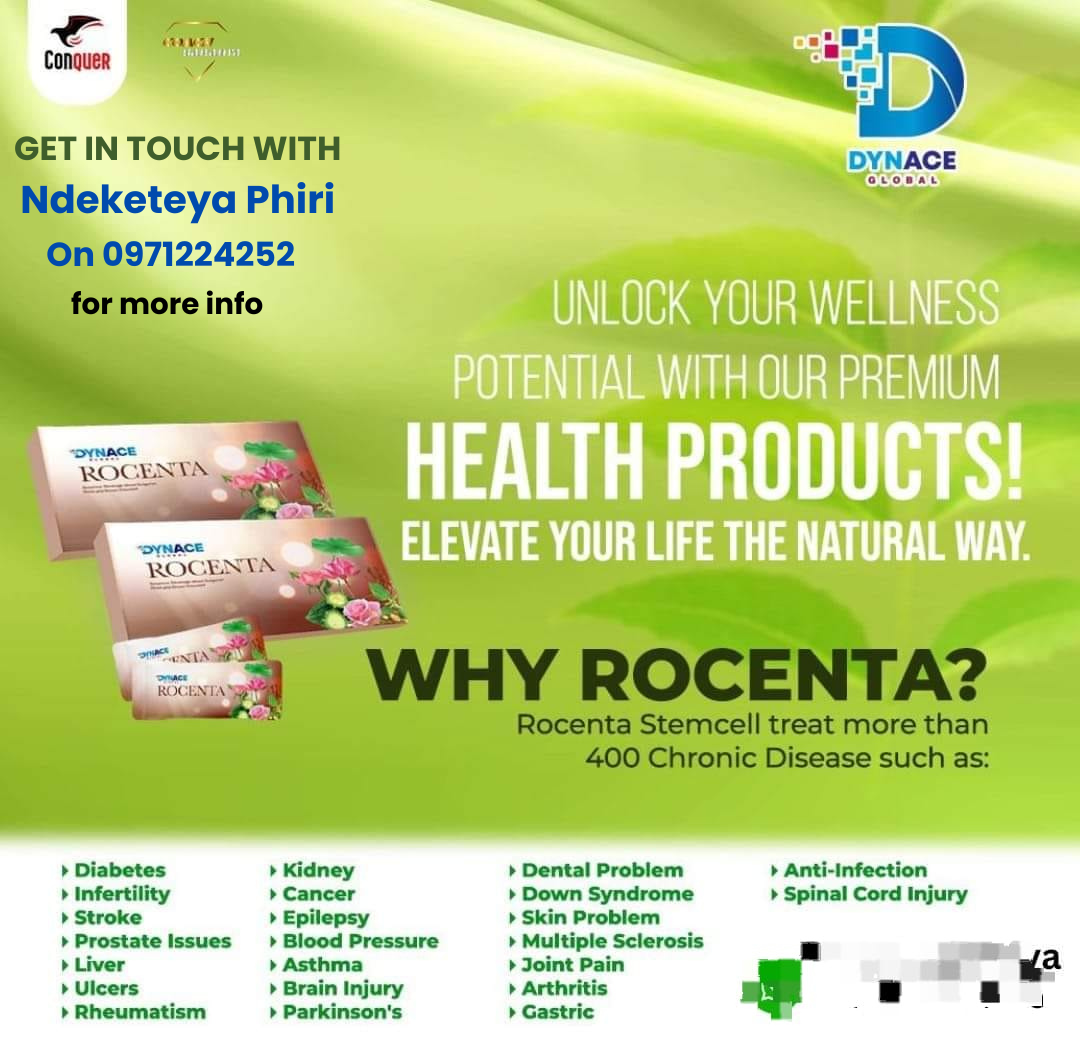 ConQUER
GET IN TOUCH WITH
Ndeketeya Phiri
On 0971224252
for more info
DYNACE
GLOBAL
UNLOCK YOUR WELLNESS
POTENTIAL WITH OUR PREMIUM
HEALTH PRODUCTS!
ELEVATE YOUR LIFE THE NATURAL WAY.
DYNACE
GLOBAL
ROCENTA
DYNACE
GLOBAL
ROCENTA
DYNACE
DYNACE
ROCENTA
WHY ROCENTA?
Rocenta Stemcell treat more than
400 Chronic Disease such as:
Diabetes
Infertility
Stroke
Prostate Issues
Liver
Ulcers
Rheumatism
Kidney
Cancer
Epilepsy
Blood Pressure
Asthma
Brain Injury
Parkinson's
Dental Problem
Down Syndrome
Skin Problem
Multiple Sclerosis
Joint Pain
Arthritis
Gastric
Anti-Infection
Spinal Cord Injury